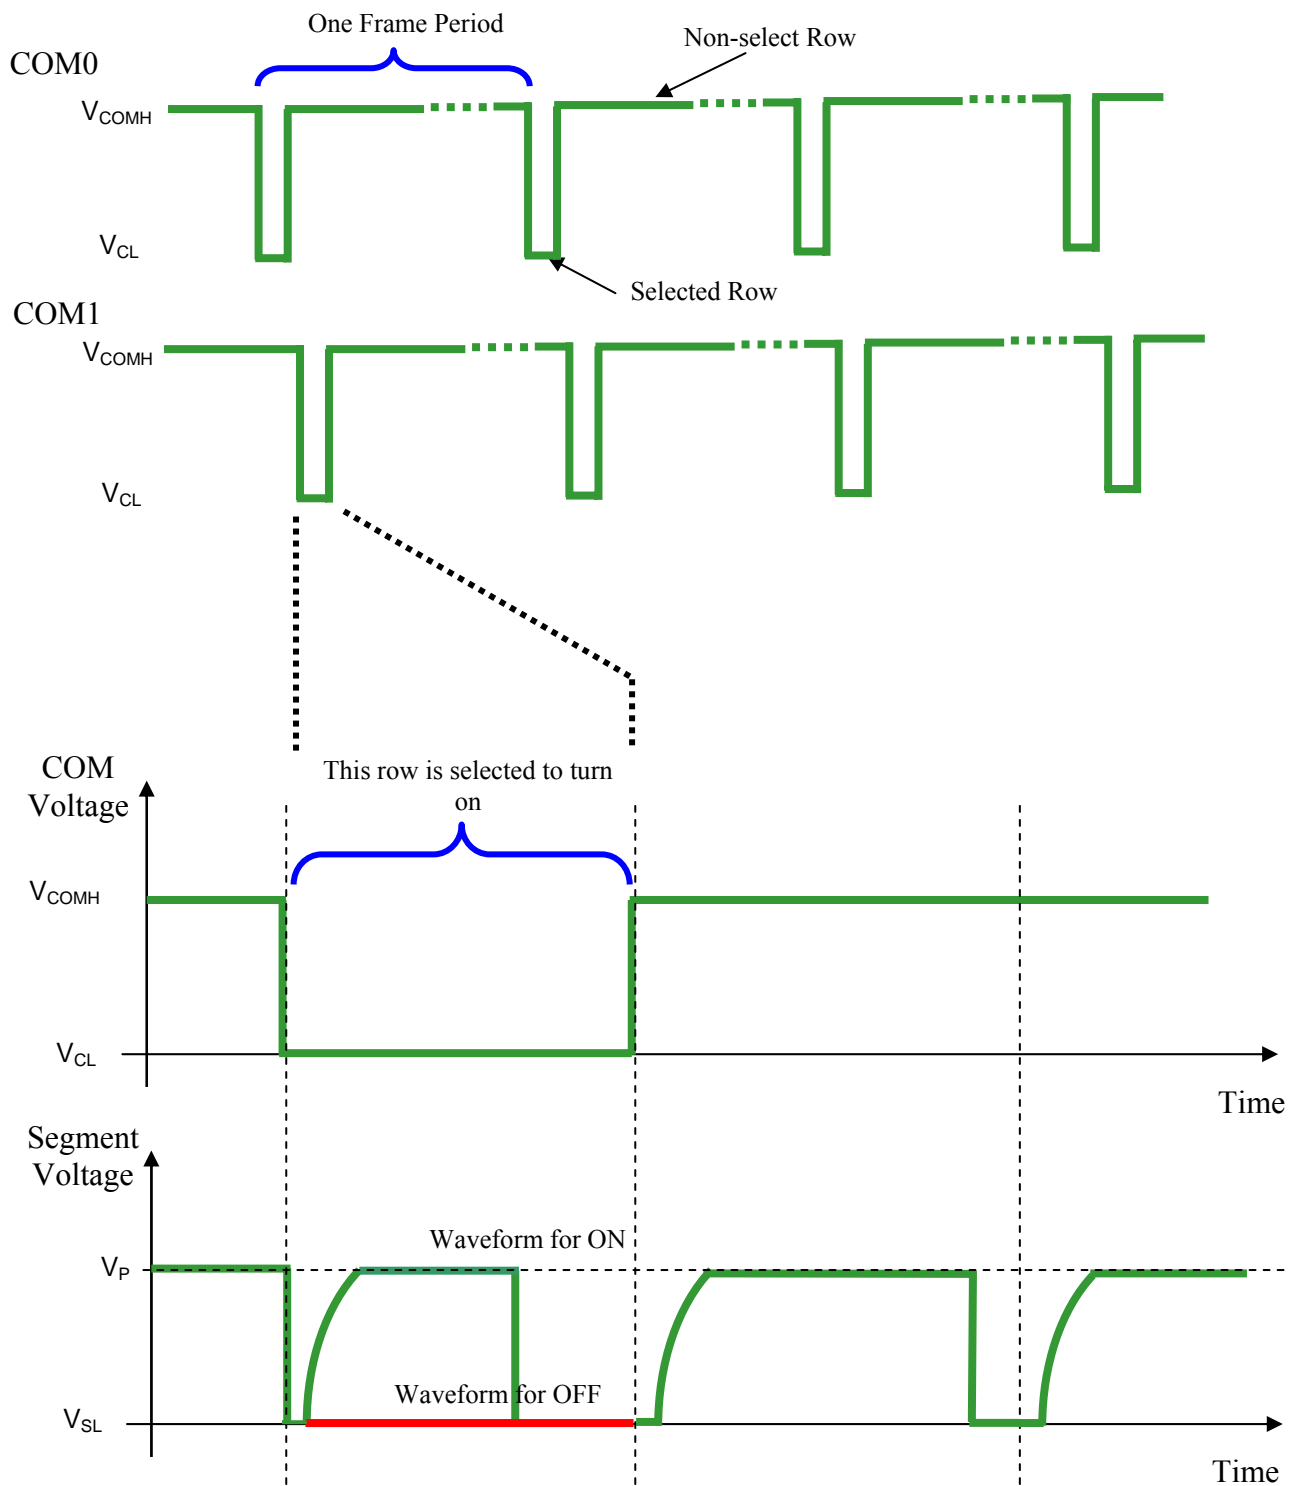 One Frame Period
Non-select Row
COM0
VCOMH
VCL
Selected Row
COM1
VCOMH
VCL
This row is selected to turn
on
COM
Voltage
VCOMH
VCL
Time
Segment
Voltage
Waveform for ON
VP
Waveform for OFF
VSL
Time